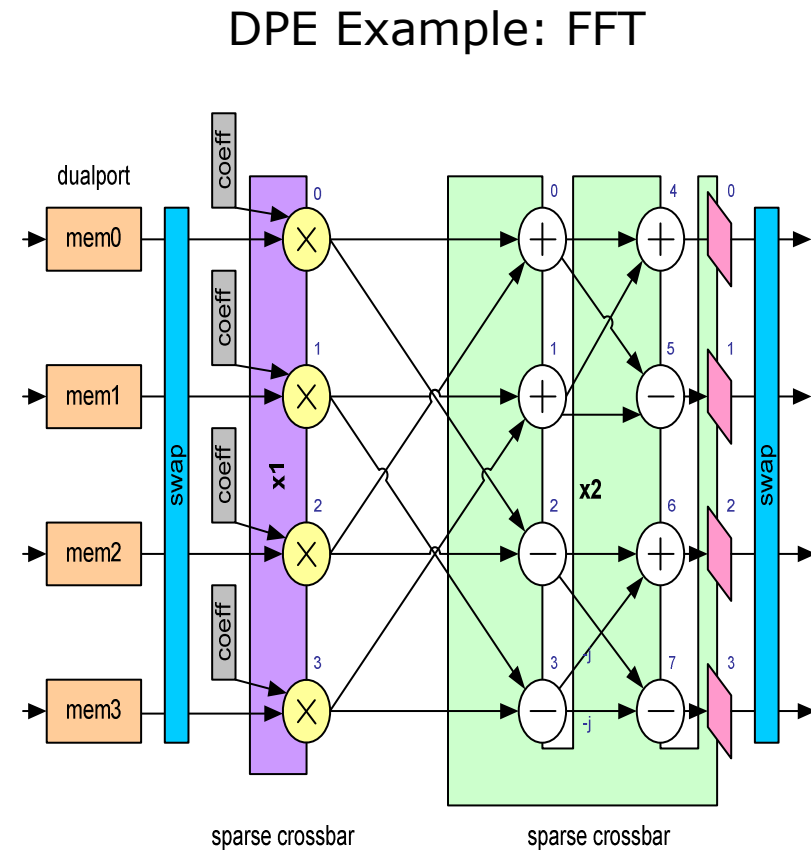 DPE Example: FFT
dualport
coeff
0
0
4
0
mem0
coeff
1
1
5
1
mem1
swap
coeff
x1
2
2
x2
6
2
swap
mem2
coeff
3
3
-j
7
3
mem3
-j
sparse crossbar
sparse crossbar